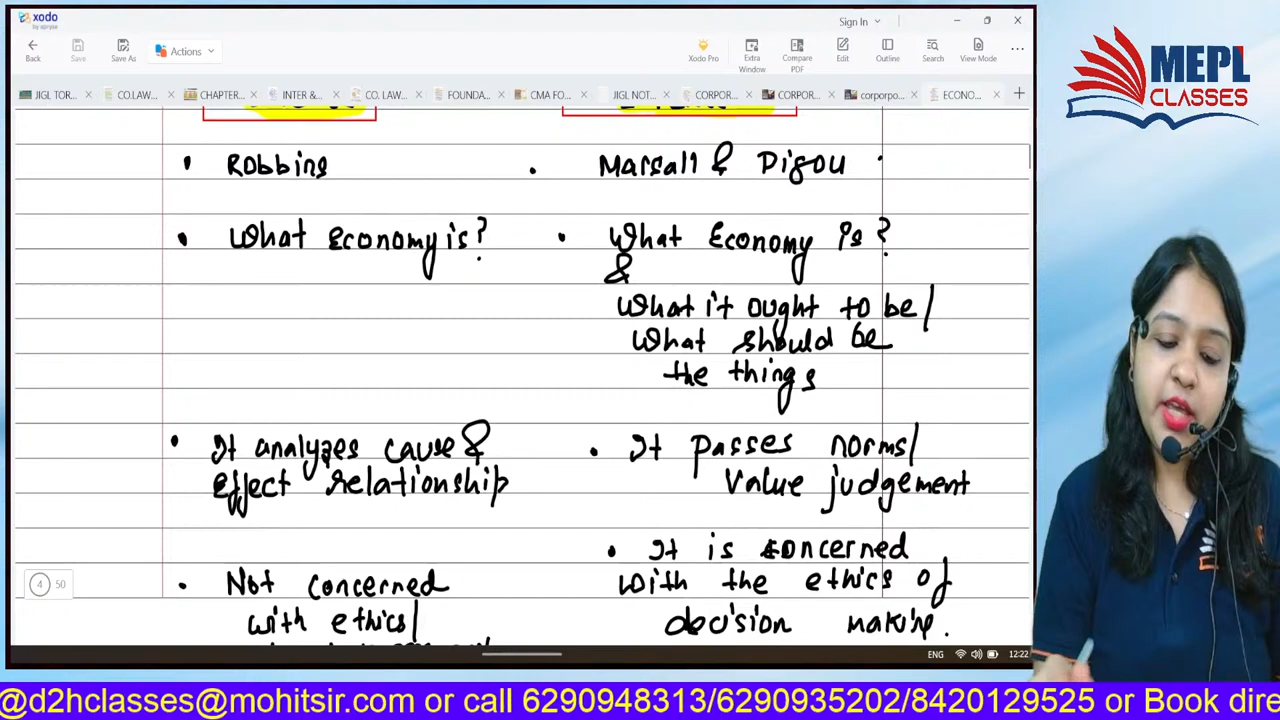 xodo
by apryse
Sign In
Back
Save
Save As
Actions
Xodo Pro
Extra Window
Compare PDF
Edit
Outline
Search
View Mode
JIGL TOR...
CO.LAW...
CHAPTER...
INTER &...
CO.LAW...
FOUNDA...
CMA FO...
JIGL NOT...
CORPOR...
CORPOR...
corporpo...
ECONO...
MEPL
CLASSES
• Robbins
• Marsall & Pigou
• What economy is?
• What Economy is?
&
What it ought to be/
What should be
the things
• It analyzes cause &
effect relationship
• It passes norms/
value judgement
• Not concerned
with ethics/
• It is concerned
with the ethics of
decision making.
4 50
ENG
12:22
@d2hclasses@mohitsir.com or call 6290948313/6290935202/8420129525 or Book dire